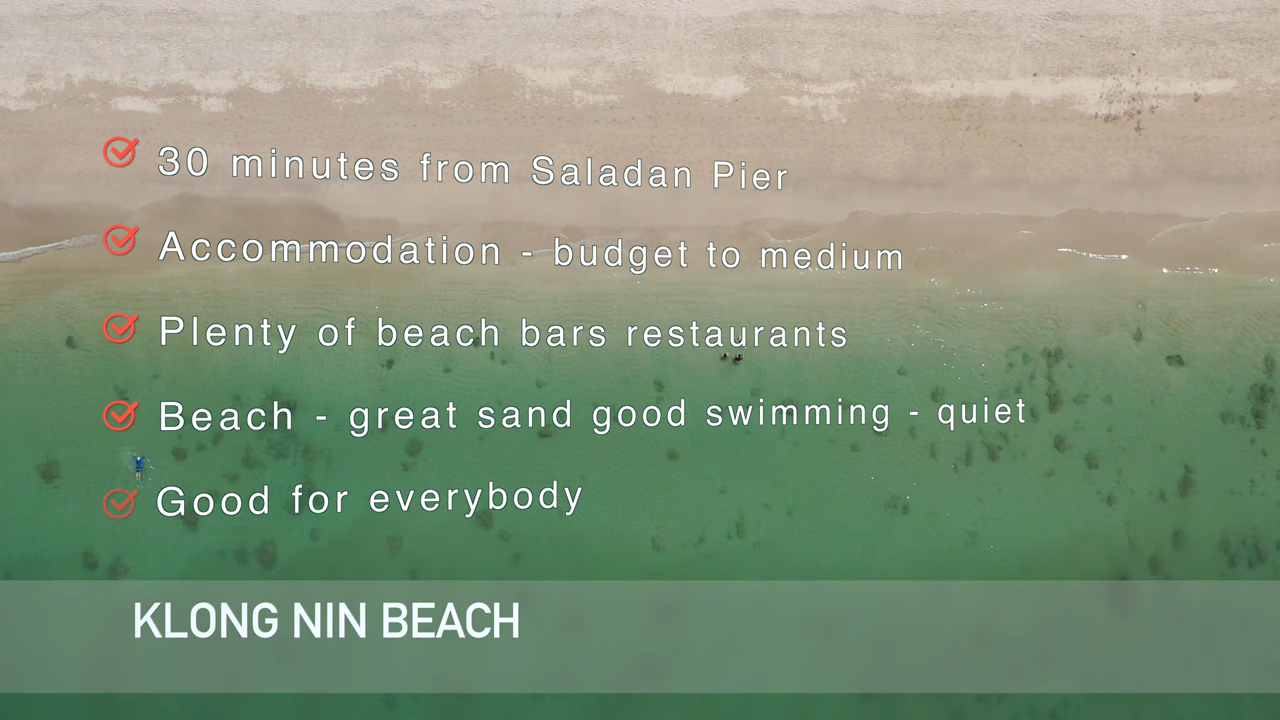 30 minutes from Saladan Pier
Accommodation - budget to medium
Plenty of beach bars restaurants
Beach - great sand good swimming - quiet
Good for everybody
KLONG NIN BEACH